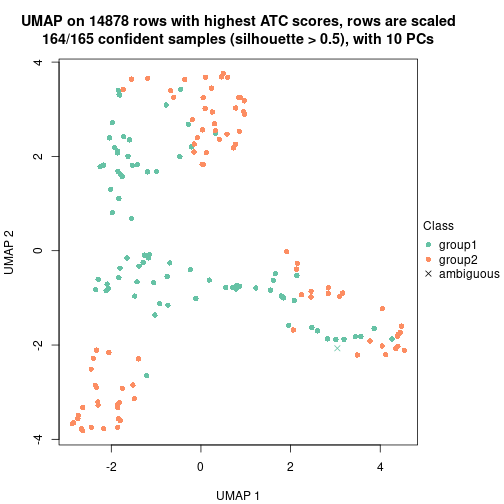 UMAP on 14878 rows with highest ATC scores, rows are scaled
164/165 confident samples (silhouette > 0.5), with 10 PCs
4
2
0
-2
-4
UMAP 2
-2
0
2
4
UMAP 1
Class
group1
group2
ambiguous